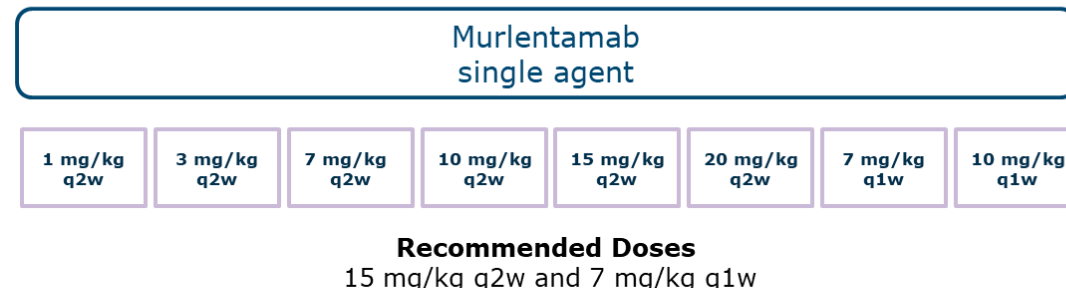 Murlentamab
single agent
1 mg/kg
q2w
3 mg/kg
q2w
7 mg/kg
q2w
10 mg/kg
q2w
15 mg/kg
q2w
20 mg/kg
q2w
7 mg/kg
q1w
10 mg/kg
q1w
Recommended Doses
15 mg/kg q2w and 7 mg/kg q1w